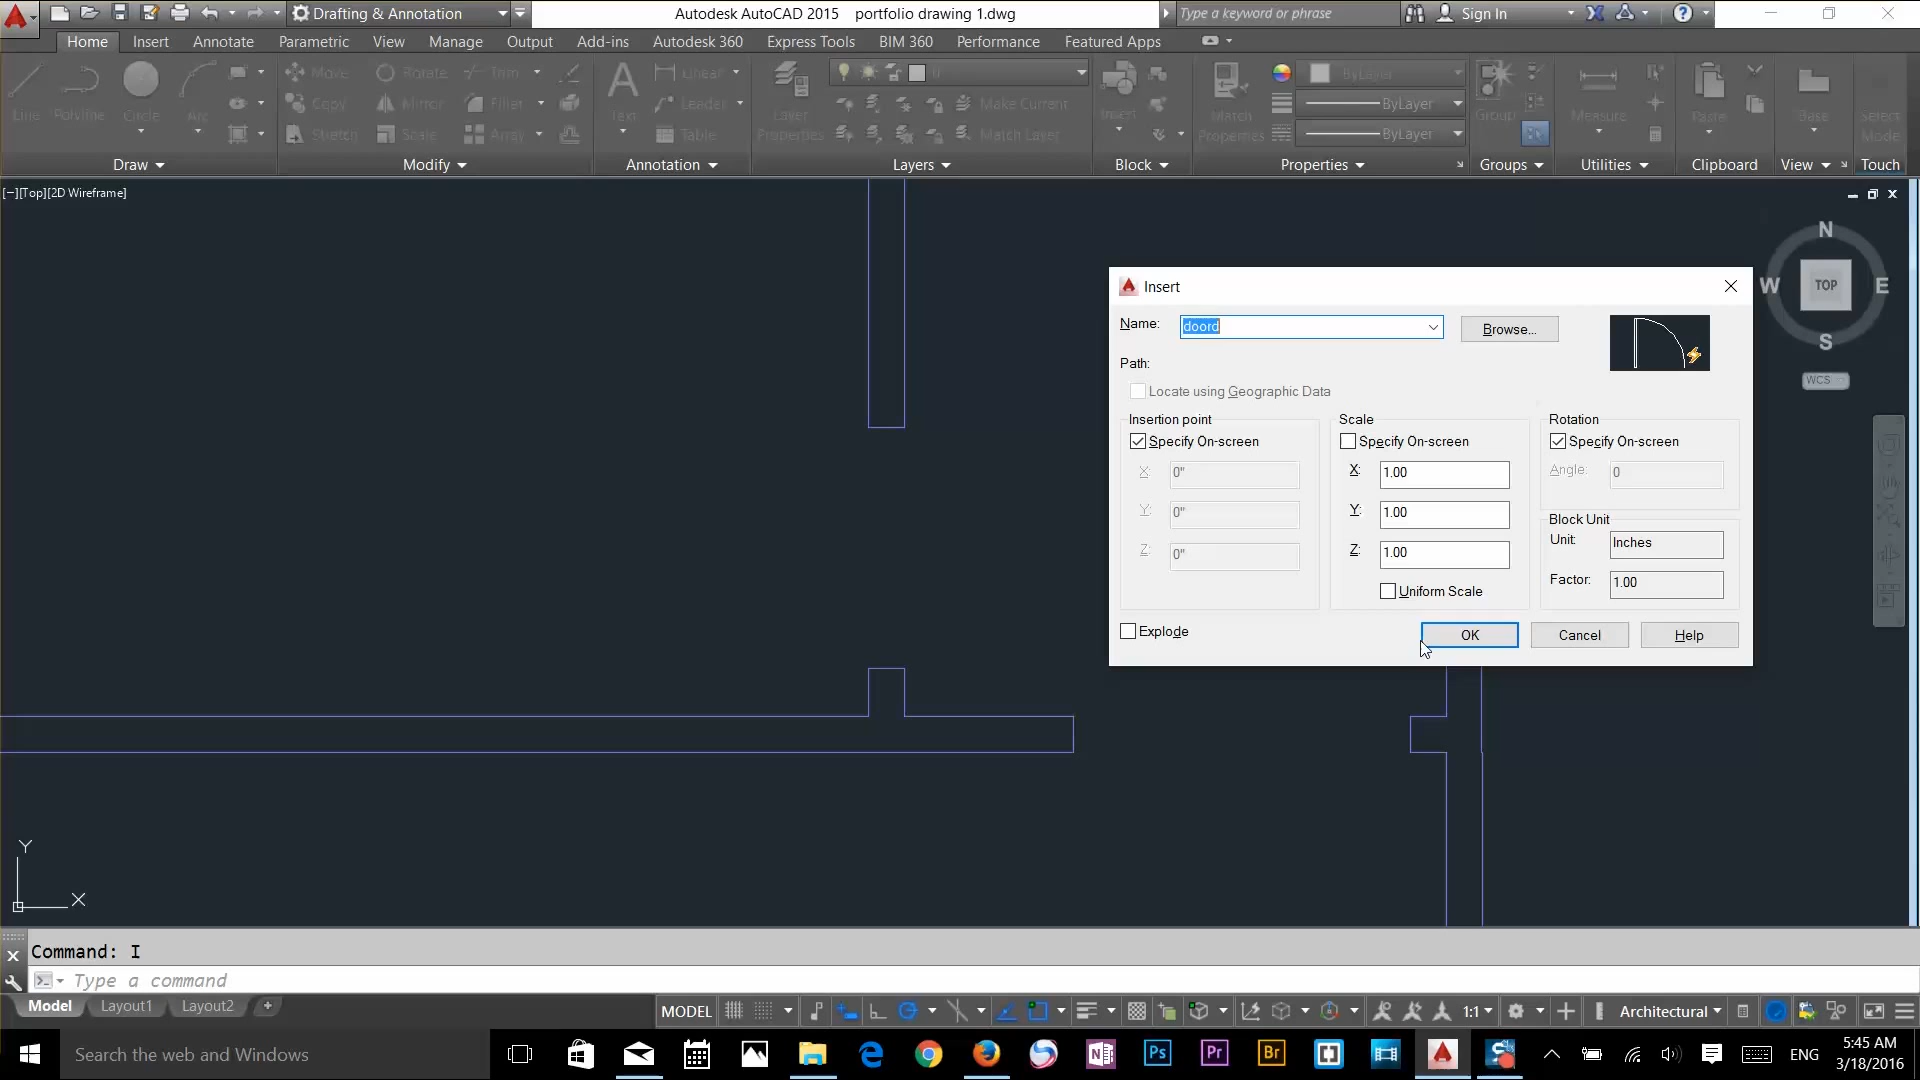 Drafting & Annotation
Autodesk AutoCAD 2015 portfolio drawing 1.dwg
Type a keyword or phrase
Sign In
Home Insert Annotate Parametric View Manage Output Add-ins Autodesk 360 Express Tools BIM 360 Performance Featured Apps
Line Polyline Circle Arc
Move Rotate Trim
Copy Mirror Fillet
Stretch Scale Array
Text
Linear
Leader
Table
Layer
Properties
0
Make Current
Match Layer
Insert
Match
Properties
ByLayer
ByLayer
ByLayer
Group
Measure
Paste
Base
Select
Mode
Draw Modify Annotation Layers Block Properties Groups Utilities Clipboard View Touch
[−][Top][2D Wireframe]
N
W TOP E
S
WCS
Insert
Name: doord Browse...
Path:
Locate using Geographic Data
Insertion point Scale Rotation
Specify On-screen Specify On-screen Specify On-screen
X: 0" X: 1.00 Angle: 0
Y: 0" Y: 1.00
Block Unit
Unit: Inches
Z: 0" Z: 1.00
Factor: 1.00
Uniform Scale
Explode OK Cancel Help
Y
X
Command: I
Type a command
Model Layout1 Layout2 +
MODEL 1:1 Architectural
Search the web and Windows
Ps Pr Br
ENG
5:45 AM
3/18/2016